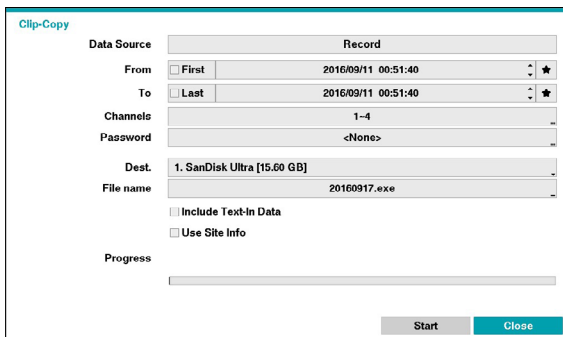 Clip-Copy
Data Source Record
From First 2016/09/11 00:51:40
To Last 2016/09/11 00:51:40
Channels 1~4
Password <None>
Dest. 1. SanDisk Ultra [15.60 GB]
File name 20160917.exe
Include Text-In Data
Use Site Info
Progress
Start Close